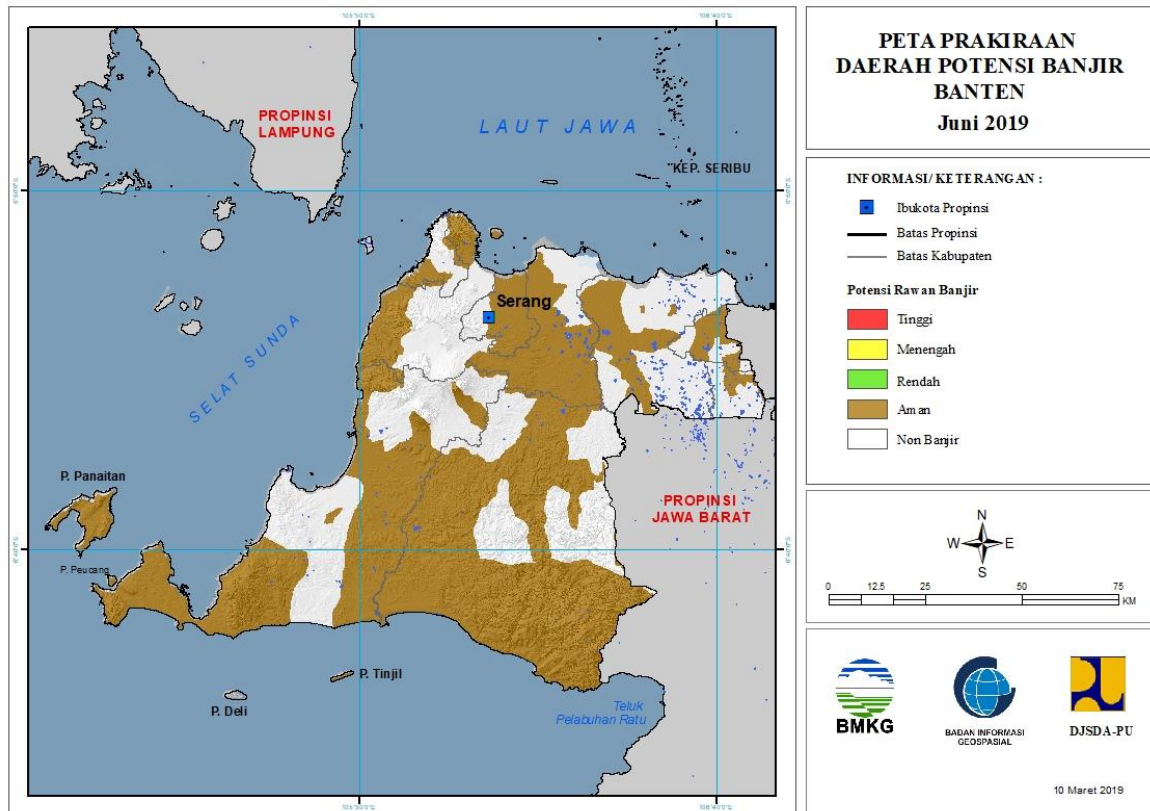 PETA PRAKIRAAN
DAERAH POTENSI BANJIR
BANTEN
Juni 2019
INFORMASI/ KETERANGAN :
Ibukota Propinsi
Batas Propinsi
Batas Kabupaten
Potensi Rawan Banjir
Tinggi
Menengah
Rendah
Aman
Non Banjir
N
W E
S
0 12.5 25 50 75
KM
BMKG
BADAN INFORMASI
GEOSPASIAL
DJSDA-PU
10 Maret 2019
PROPINSI
LAMPUNG
LAUT JAWA
KEP. SERIBU
Serang
SELAT SUNDA
P. Panaitan
PROPINSI
JAWA BARAT
P. Peucang
P. Tinjil
P. Deli
Teluk
Pelabuhan Ratu